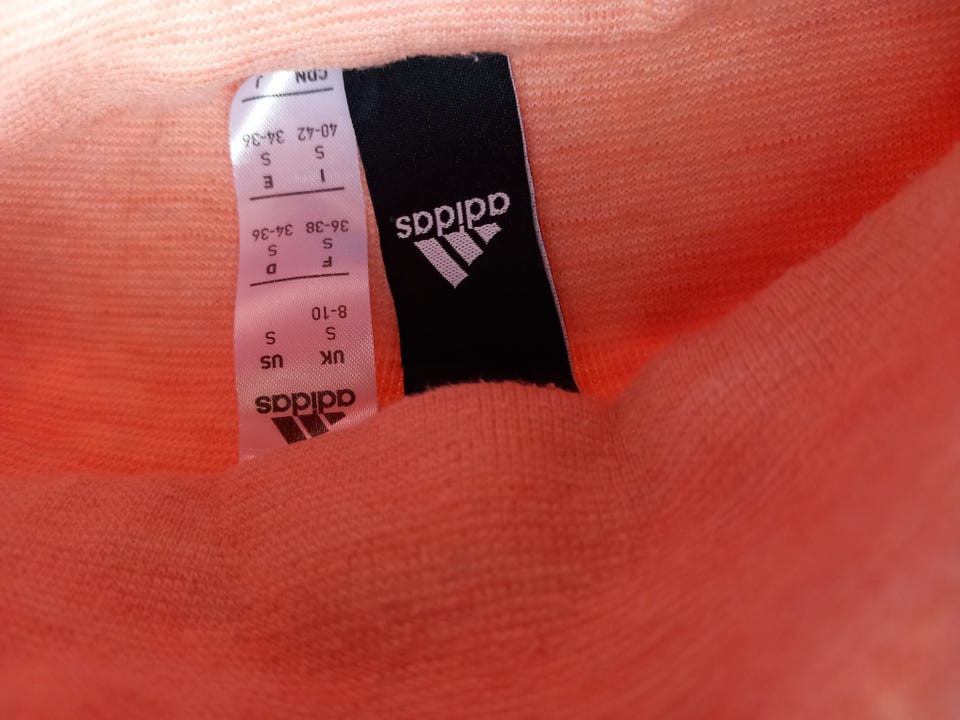 adidas
adidas
UK US
S S
8-10
F D
S S
36-38 34-36
I E
S S
40-42 34-36
CDN J